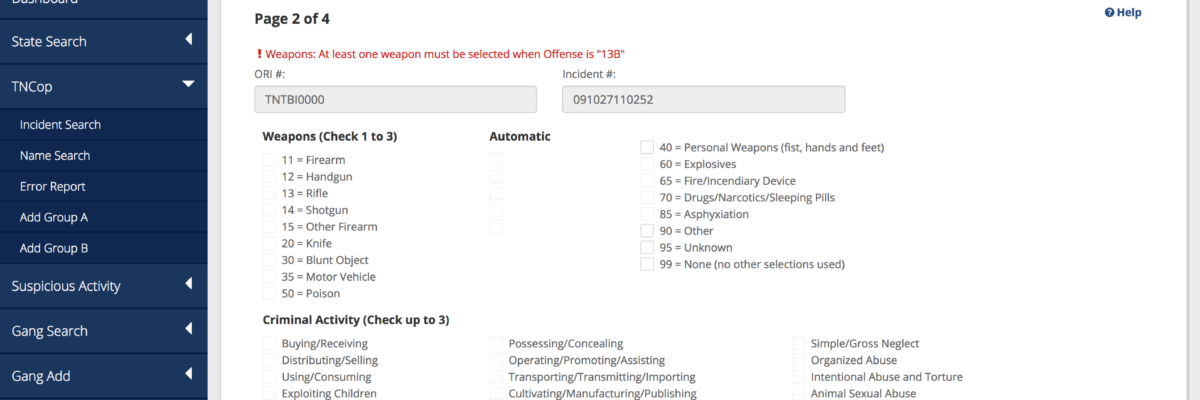 Dashboard
State Search
TNCop
Incident Search
Name Search
Error Report
Add Group A
Add Group B
Suspicious Activity
Gang Search
Gang Add
Page 2 of 4
Help
! Weapons: At least one weapon must be selected when Offense is "13B"
ORI #:
Incident #:
TNTBI0000
091027110252
Weapons (Check 1 to 3)
Automatic
11 = Firearm
12 = Handgun
13 = Rifle
14 = Shotgun
15 = Other Firearm
20 = Knife
30 = Blunt Object
35 = Motor Vehicle
50 = Poison
40 = Personal Weapons (fist, hands and feet)
60 = Explosives
65 = Fire/Incendiary Device
70 = Drugs/Narcotics/Sleeping Pills
85 = Asphyxiation
90 = Other
95 = Unknown
99 = None (no other selections used)
Criminal Activity (Check up to 3)
Buying/Receiving
Distributing/Selling
Using/Consuming
Exploiting Children
Possessing/Concealing
Operating/Promoting/Assisting
Transporting/Transmitting/Importing
Cultivating/Manufacturing/Publishing
Simple/Gross Neglect
Organized Abuse
Intentional Abuse and Torture
Animal Sexual Abuse